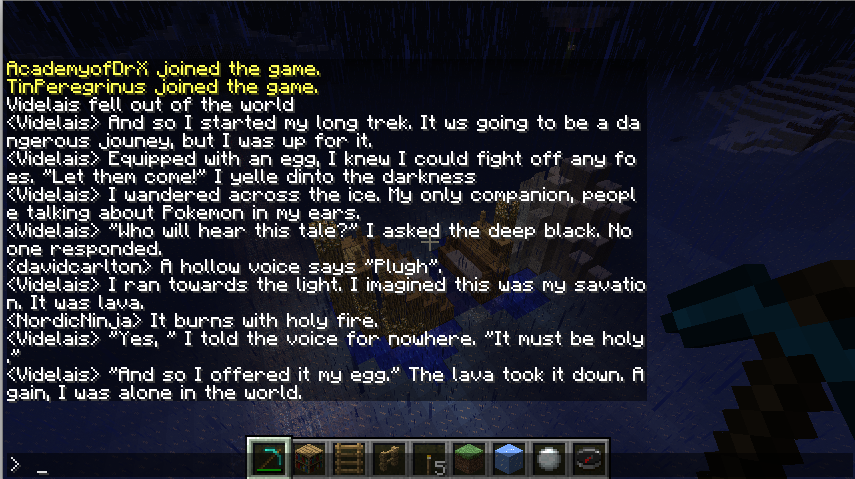 AcademyofDrX joined the game.
TinPeregrinus joined the game.
Videlais fell out of the world
<Videlais> And so I started my long trek. It ws going to be a da
ngerous jouney, but I was up for it.
<Videlais> Equipped with an egg, I knew I could fight off any fo
es. "Let them come!" I yelle dinto the darkness
<Videlais> I wandered across the ice. My only companion, peopl
e talking about Pokemon in my ears.
<Videlais> "Who will hear this tale?" I asked the deep black. No
one responded.
<davidcarlton> A hollow voice says "Plugh".
<Videlais> I ran towards the light. I imagined this was my savatio
n. It was lava.
<NordicNinja> It burns with holy fire.
<Videlais> "Yes, " I told the voice for nowhere. "It must be holy
."
<Videlais> "And so I offered it my egg." The lava took it down. A
gain, I was alone in the world.
5
> _